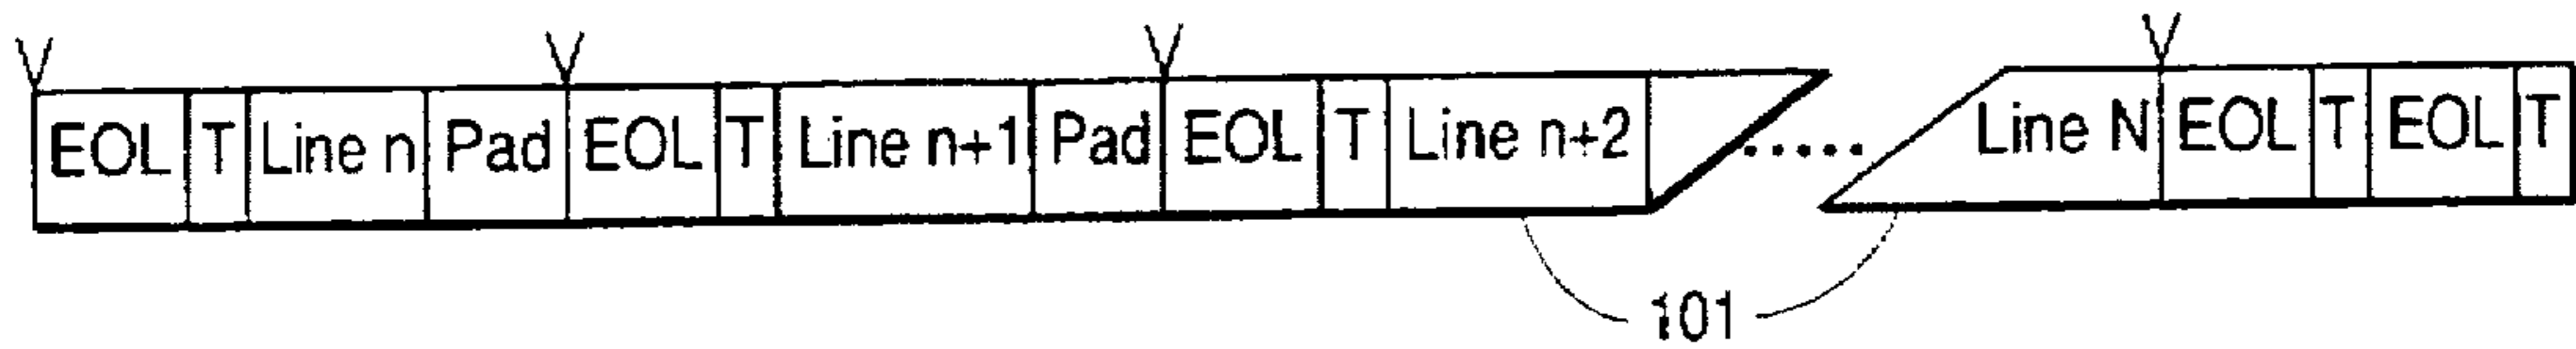 EOL T Line n Pad EOL T Line n+1 Pad EOL T Line n+2 ..... Line N EOL T EOL T
101